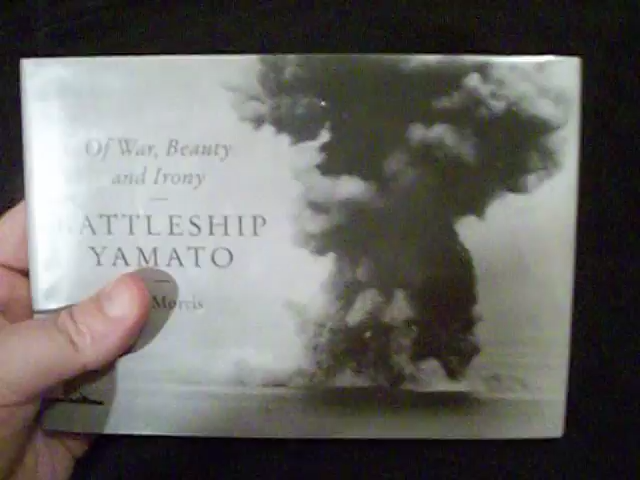 Of War, Beauty
and Irony
ATTLESHIP
YAMATO
Morris